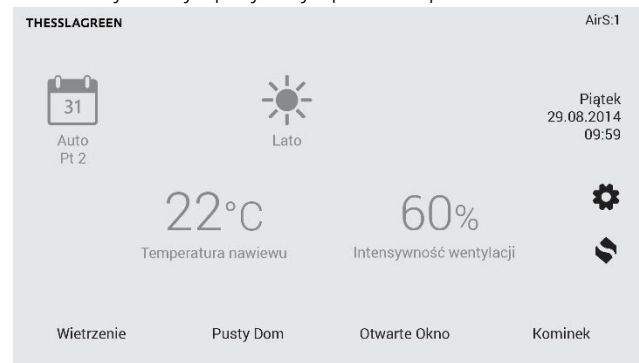 THESSLAGREEN
AirS:1
31
Auto
Pt 2
Lato
Piątek
29.08.2014
09:59
22°C
Temperatura nawiewu
60%
Intensywność wentylacji
Wietrzenie
Pusty Dom
Otwarte Okno
Kominek